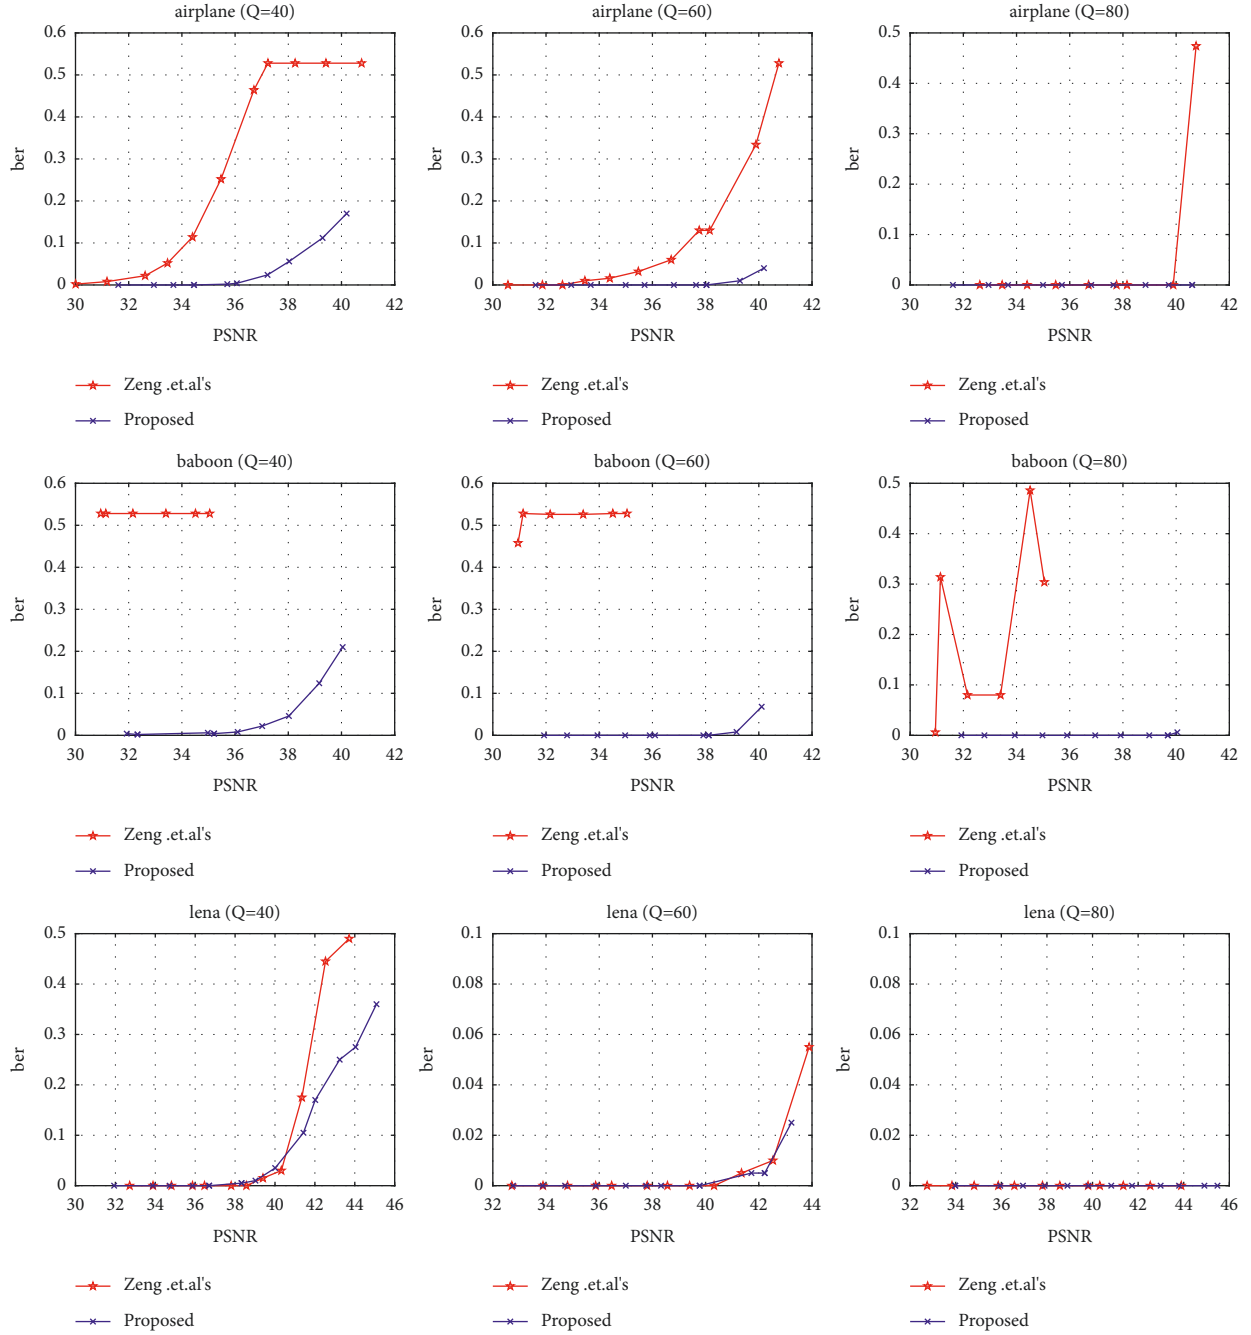 airplane (Q=40)
0.6
0.5
0.4
0.3
0.2
0.1
0
ber
30 32 34 36 38 40 42
PSNR
Zeng .et.al's
Proposed
airplane (Q=60)
0.6
0.5
0.4
0.3
0.2
0.1
0
ber
30 32 34 36 38 40 42
PSNR
Zeng .et.al's
Proposed
airplane (Q=80)
0.5
0.4
0.3
0.2
0.1
0
ber
30 32 34 36 38 40 42
PSNR
Zeng .et.al's
Proposed
baboon (Q=40)
0.6
0.5
0.4
0.3
0.2
0.1
0
ber
30 32 34 36 38 40 42
PSNR
Zeng .et.al's
Proposed
baboon (Q=60)
0.6
0.5
0.4
0.3
0.2
0.1
0
ber
30 32 34 36 38 40 42
PSNR
Zeng .et.al's
Proposed
baboon (Q=80)
0.5
0.4
0.3
0.2
0.1
0
ber
30 32 34 36 38 40 42
PSNR
Zeng .et.al's
Proposed
lena (Q=40)
0.5
0.4
0.3
0.2
0.1
0
ber
30 32 34 36 38 40 42 44 46
PSNR
Zeng .et.al's
Proposed
lena (Q=60)
0.1
0.08
0.06
0.04
0.02
0
ber
32 34 36 38 40 42 44
PSNR
Zeng .et.al's
Proposed
lena (Q=80)
0.1
0.08
0.06
0.04
0.02
0
ber
32 34 36 38 40 42 44 46
PSNR
Zeng .et.al's
Proposed